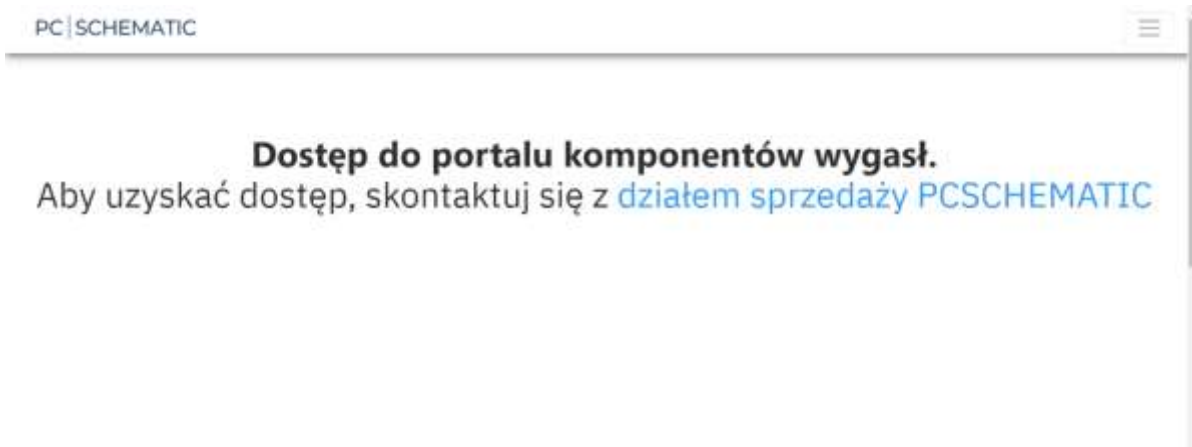 PC|SCHEMATIC
Dostęp do portalu komponentów wygasł.
Aby uzyskać dostęp, skontaktuj się z działem sprzedaży PCSCHEMATIC